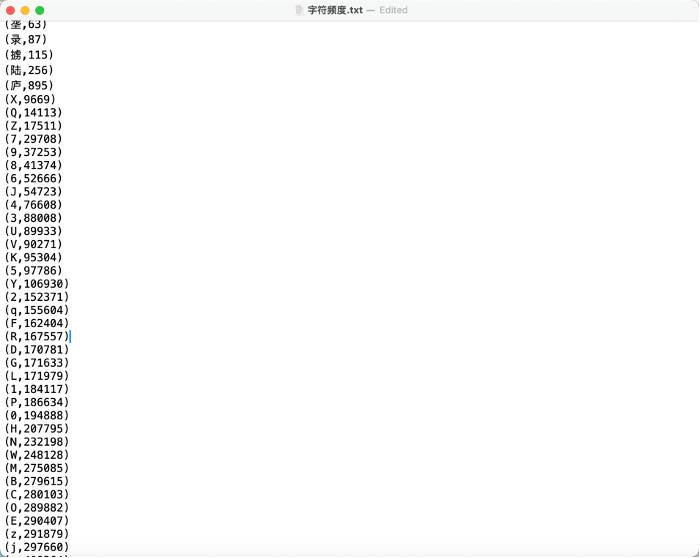 字符频度.txt — Edited
(垄,63)
(录,87)
(掳,115)
(陆,256)
(庐,895)
(X,9669)
(Q,14113)
(Z,17511)
(7,29708)
(9,37253)
(8,41374)
(6,52666)
(J,54723)
(4,76608)
(3,88008)
(U,89933)
(V,90271)
(K,95304)
(5,97786)
(Y,106930)
(2,152371)
(q,155604)
(F,162404)
(R,167557)
(D,170781)
(G,171633)
(L,171979)
(1,184117)
(P,186634)
(0,194888)
(H,207795)
(N,232198)
(W,248128)
(M,275085)
(B,279615)
(C,280103)
(O,289882)
(E,290407)
(z,291879)
(j,297660)